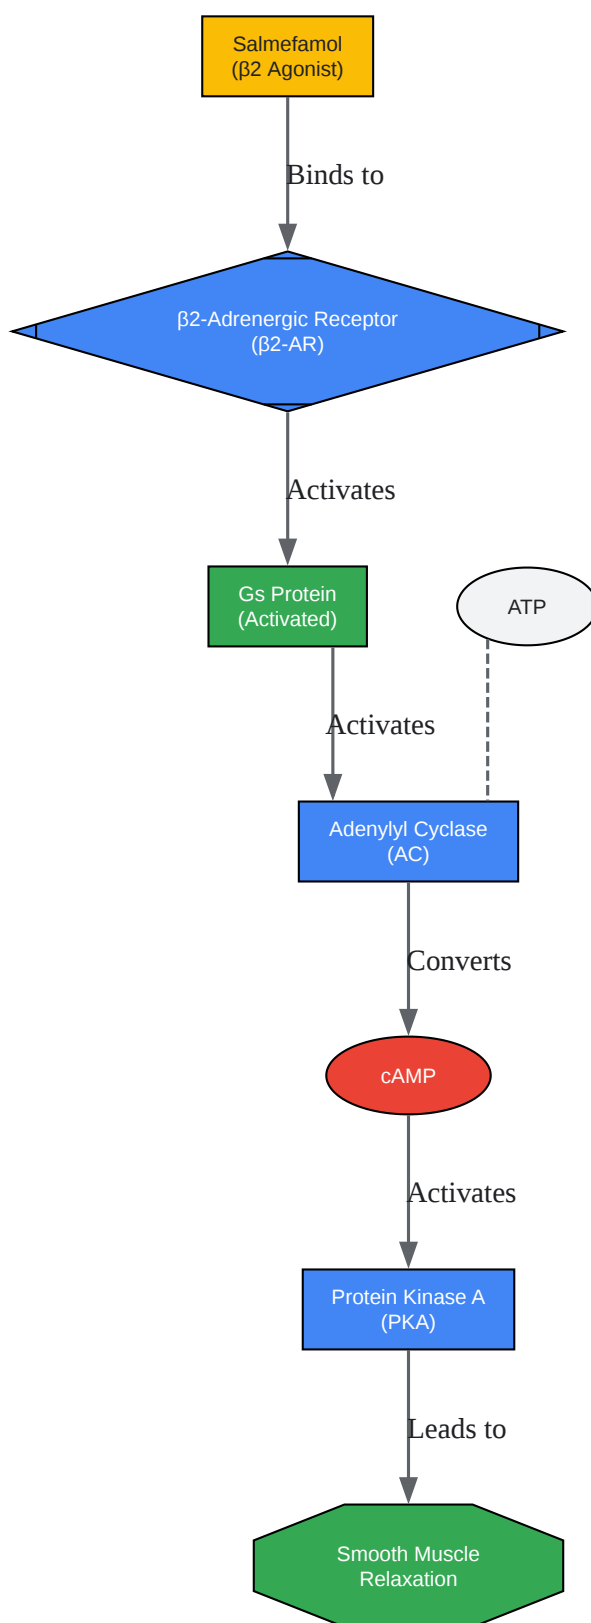 Salmefamol
(β2 Agonist)
Binds to
β2-Adrenergic Receptor
(β2-AR)
Activates
Gs Protein
(Activated)
ATP
Activates
Adenylyl Cyclase
(AC)
Converts
cAMP
Activates
Protein Kinase A
(PKA)
Leads to
Smooth Muscle
Relaxation